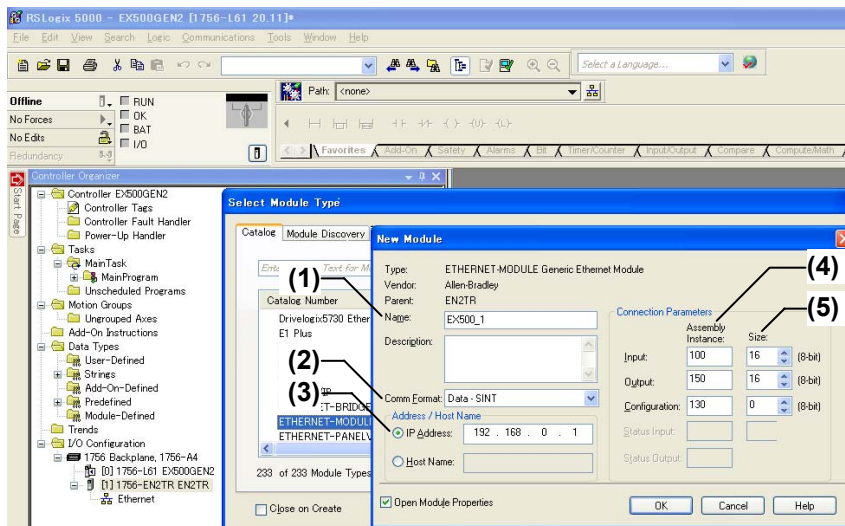 RSLogix 5000 - EX500GEN2 [1756-L61 20.11]*
File Edit View Search Logic Communications Tools Window Help
Select a Language...
Path: <none>
Offline
RUN
No Forces
OK
BAT
No Edits
I/O
Redundancy
Favorites Add-On Safety Alarms Bit Timer/Counter Input/Output Compare Compute/Math
Start Page
Controller Organizer
Controller EX500GEN2
Controller Tags
Controller Fault Handler
Power-Up Handler
Tasks
MainTask
MainProgram
Unscheduled Programs
Motion Groups
Ungrouped Axes
Add-On Instructions
Data Types
User-Defined
Strings
Add-On-Defined
Predefined
Module-Defined
Trends
I/O Configuration
1756 Backplane, 1756-A4
[0] 1756-L61 EX500GEN2
[1] 1756-EN2TR EN2TR
Ethernet
Select Module Type
Catalog Module Discovery
Text for M
Catalog Number
Drivelogix5730 Ether
E1 Plus
T-BRIDGE
ETHERNET-MODUL
ETHERNET-PANELV
233 of 233 Module Types
Close on Create
New Module
Type: ETHERNET-MODULE Generic Ethernet Module
Vendor: Allen-Bradley
Parent: EN2TR
(1)
Name: EX500_1
Description:
(2)
Comm Format: Data - SINT
(3)
Address / Host Name
IP Address: 192 . 168 . 0 . 1
Host Name:
Connection Parameters
(4)
(5)
Assembly Instance:
Size:
Input: 100 16 (8-bit)
Output: 150 16 (8-bit)
Configuration: 130 0 (8-bit)
Status Input:
Status Output:
Open Module Properties
OK Cancel Help